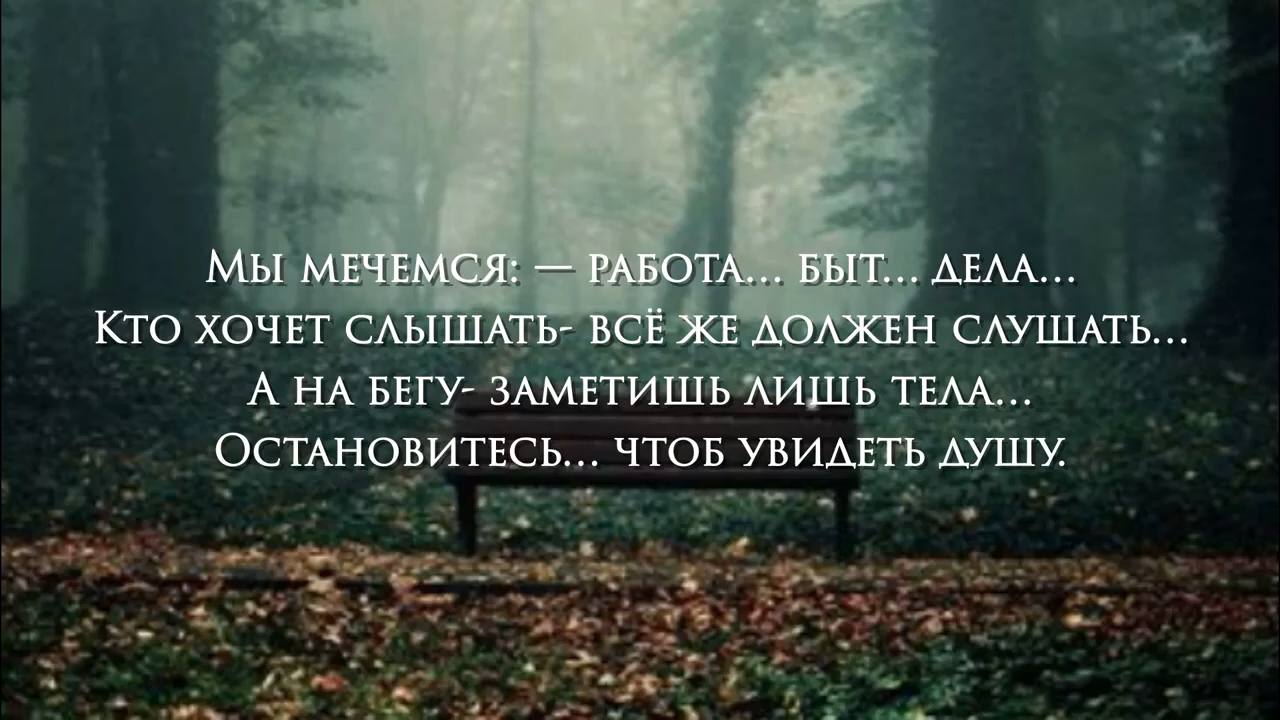 Мы мечемся: — работа... быт... дела...
Кто хочет слышать- всё же должен слушать...
А на бегу- заметишь лишь тела...
Остановитесь... чтоб увидеть душу.